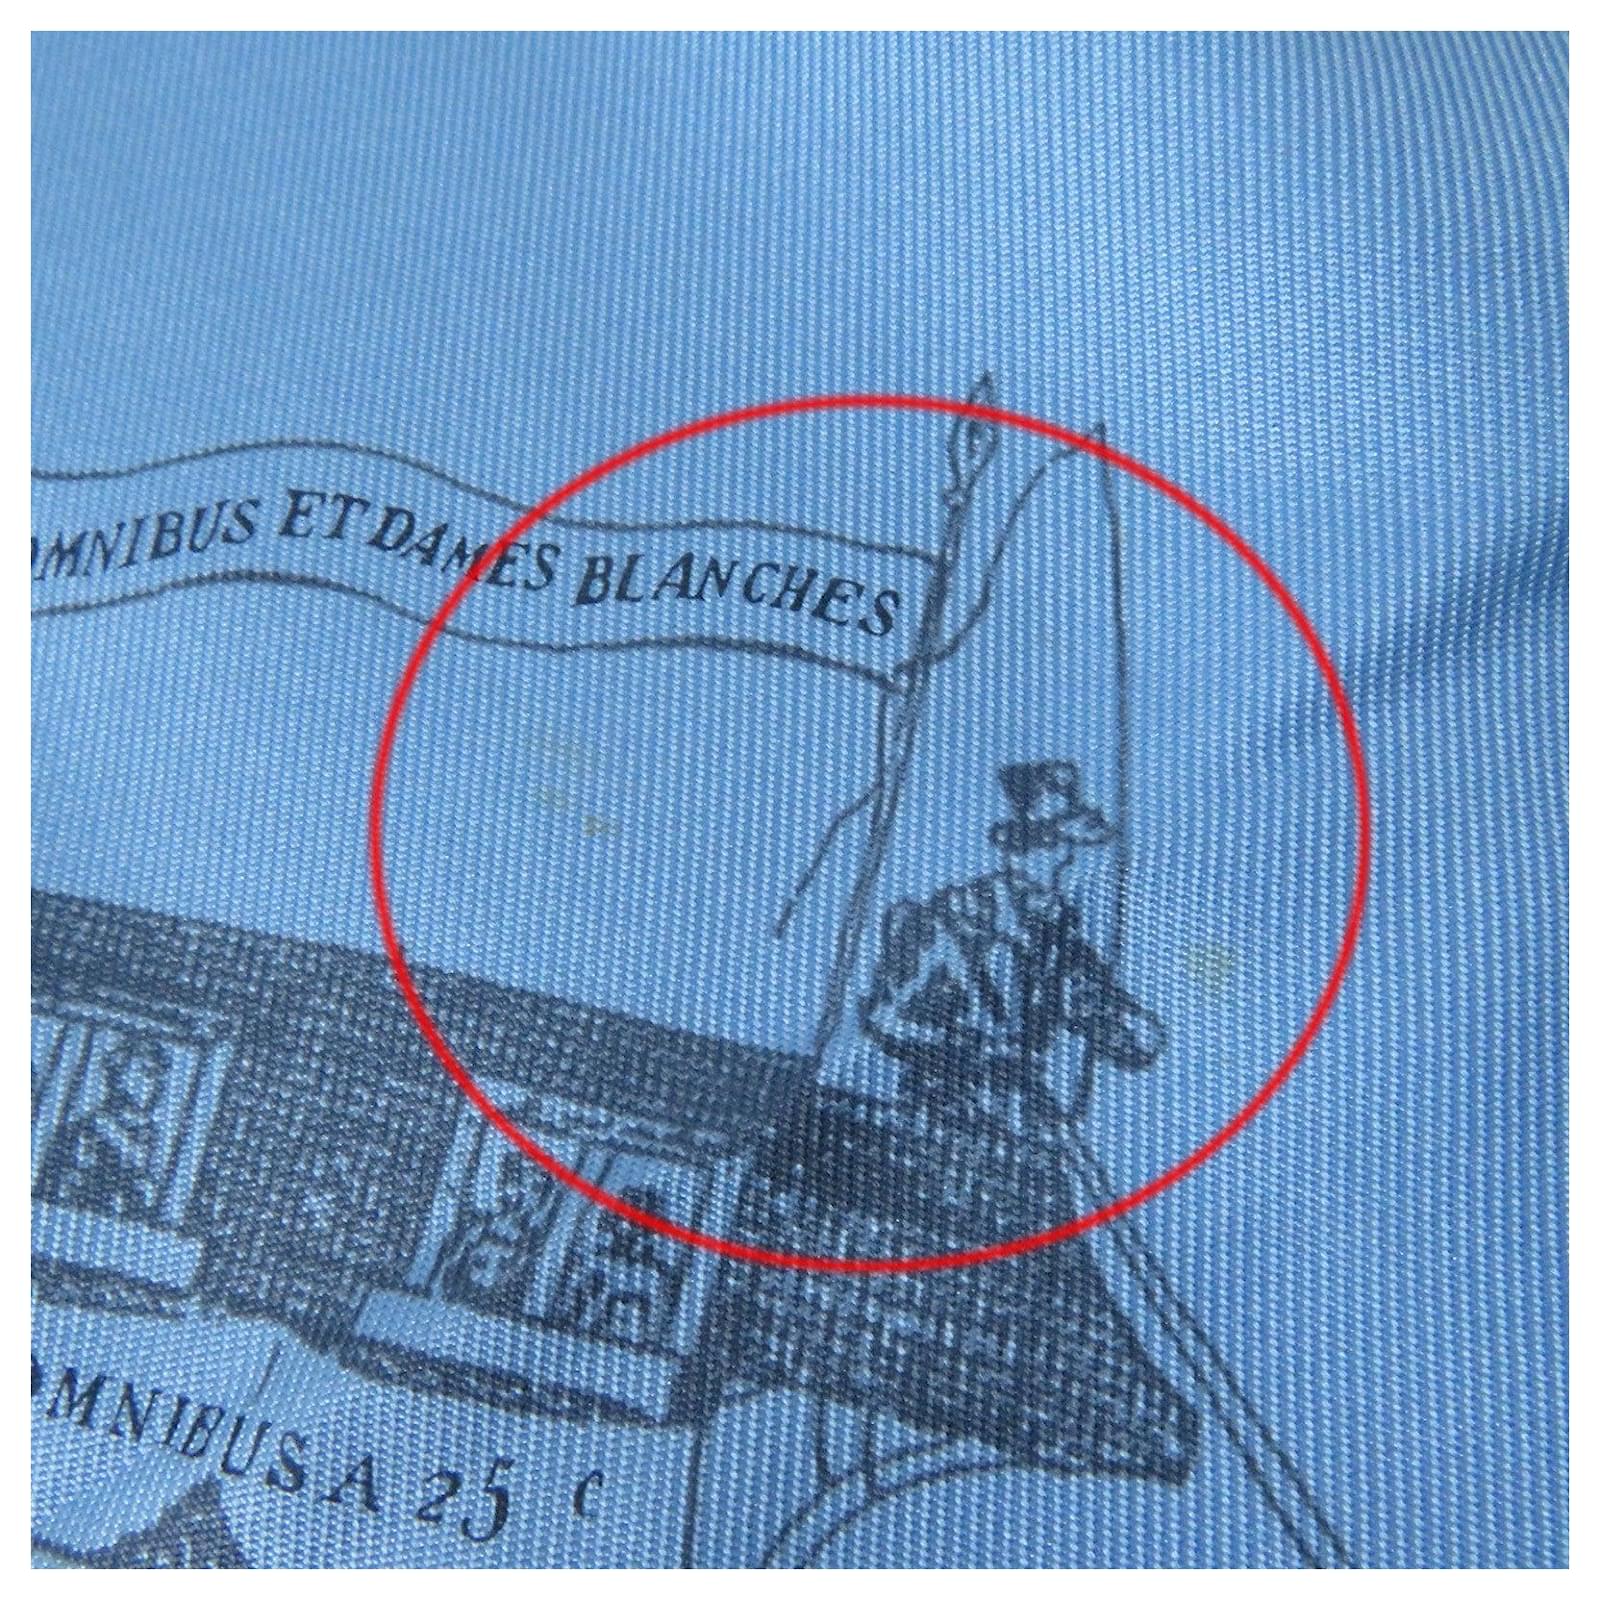 OMNIBUS ET DAMES BLANCHES
OMNIBUS A 25 C